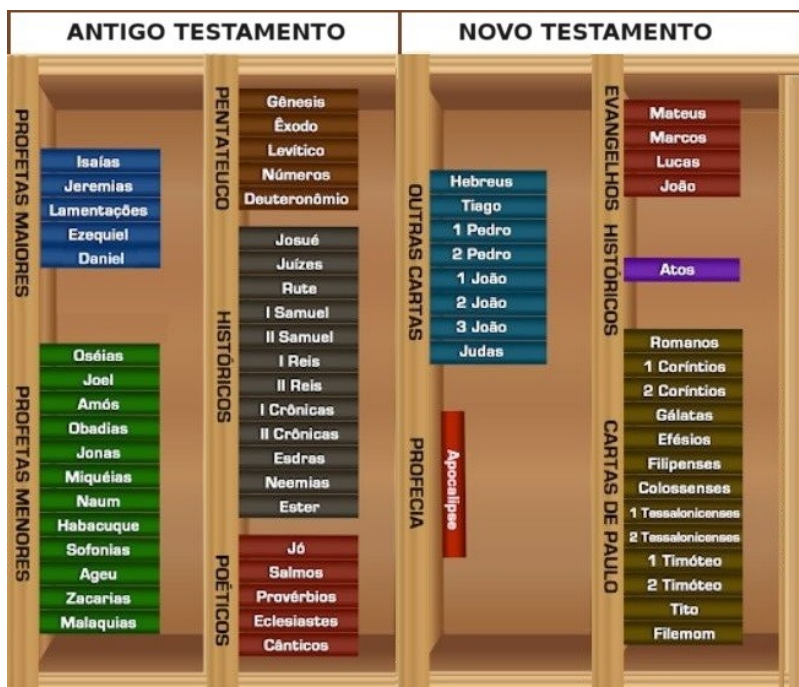 ANTIGO TESTAMENTO
PROFETAS MAIORES
Isaías
Jeremias
Lamentações
Ezequiel
Daniel
PROFETAS MENORES
Oséias
Joel
Amós
Obadias
Jonas
Miquéias
Naum
Habacuque
Sofonias
Ageu
Zacarias
Malaquias
PENTATEUCO
Gênesis
Êxodo
Levítico
Números
Deuteronômio
HISTÓRICOS
Josué
Juízes
Rute
I Samuel
II Samuel
I Reis
II Reis
I Crônicas
II Crônicas
Esdras
Neemias
Ester
POÉTICOS
Jó
Salmos
Provérbios
Eclesiastes
Cânticos
NOVO TESTAMENTO
OUTRAS CARTAS
Hebreus
Tiago
1 Pedro
2 Pedro
1 João
2 João
3 João
Judas
PROFECIA
Apocalipse
EVANGELHOS
Mateus
Marcos
Lucas
João
HISTÓRICOS
Atos
CARTAS DE PAULO
Romanos
1 Coríntios
2 Coríntios
Gálatas
Efésios
Filipenses
Colossenses
1 Tessalonicenses
2 Tessalonicenses
1 Timóteo
2 Timóteo
Tito
Filemom